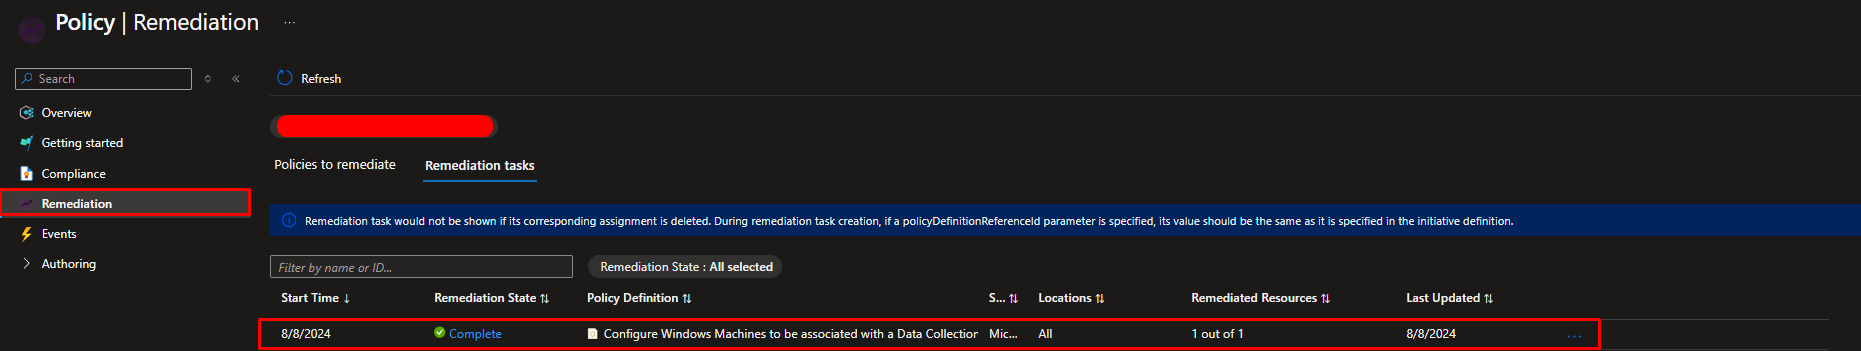 Policy | Remediation ...
Search
Refresh
Overview
Getting started
Compliance
Remediation
Events
Authoring
Policies to remediate
Remediation tasks
Remediation task would not be shown if its corresponding assignment is deleted. During remediation task creation, if a policyDefinitionReferenceId parameter is specified, its value should be the same as it is specified in the initiative definition.
Filter by name or ID...
Remediation State : All selected
Start Time Remediation State Policy Definition S... Locations Remediated Resources Last Updated
8/8/2024 Complete Configure Windows Machines to be associated with a Data Collection Mic... All 1 out of 1 8/8/2024 ...